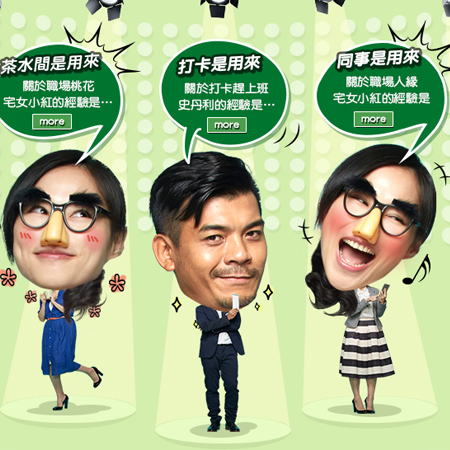 茶水間是用來
關於職場桃花
宅女小紅的經驗是…
more
打卡是用來
關於打卡趕上班
史丹利的經驗是…
more
同事是用來
關於職場人緣
宅女小紅的經驗是
more